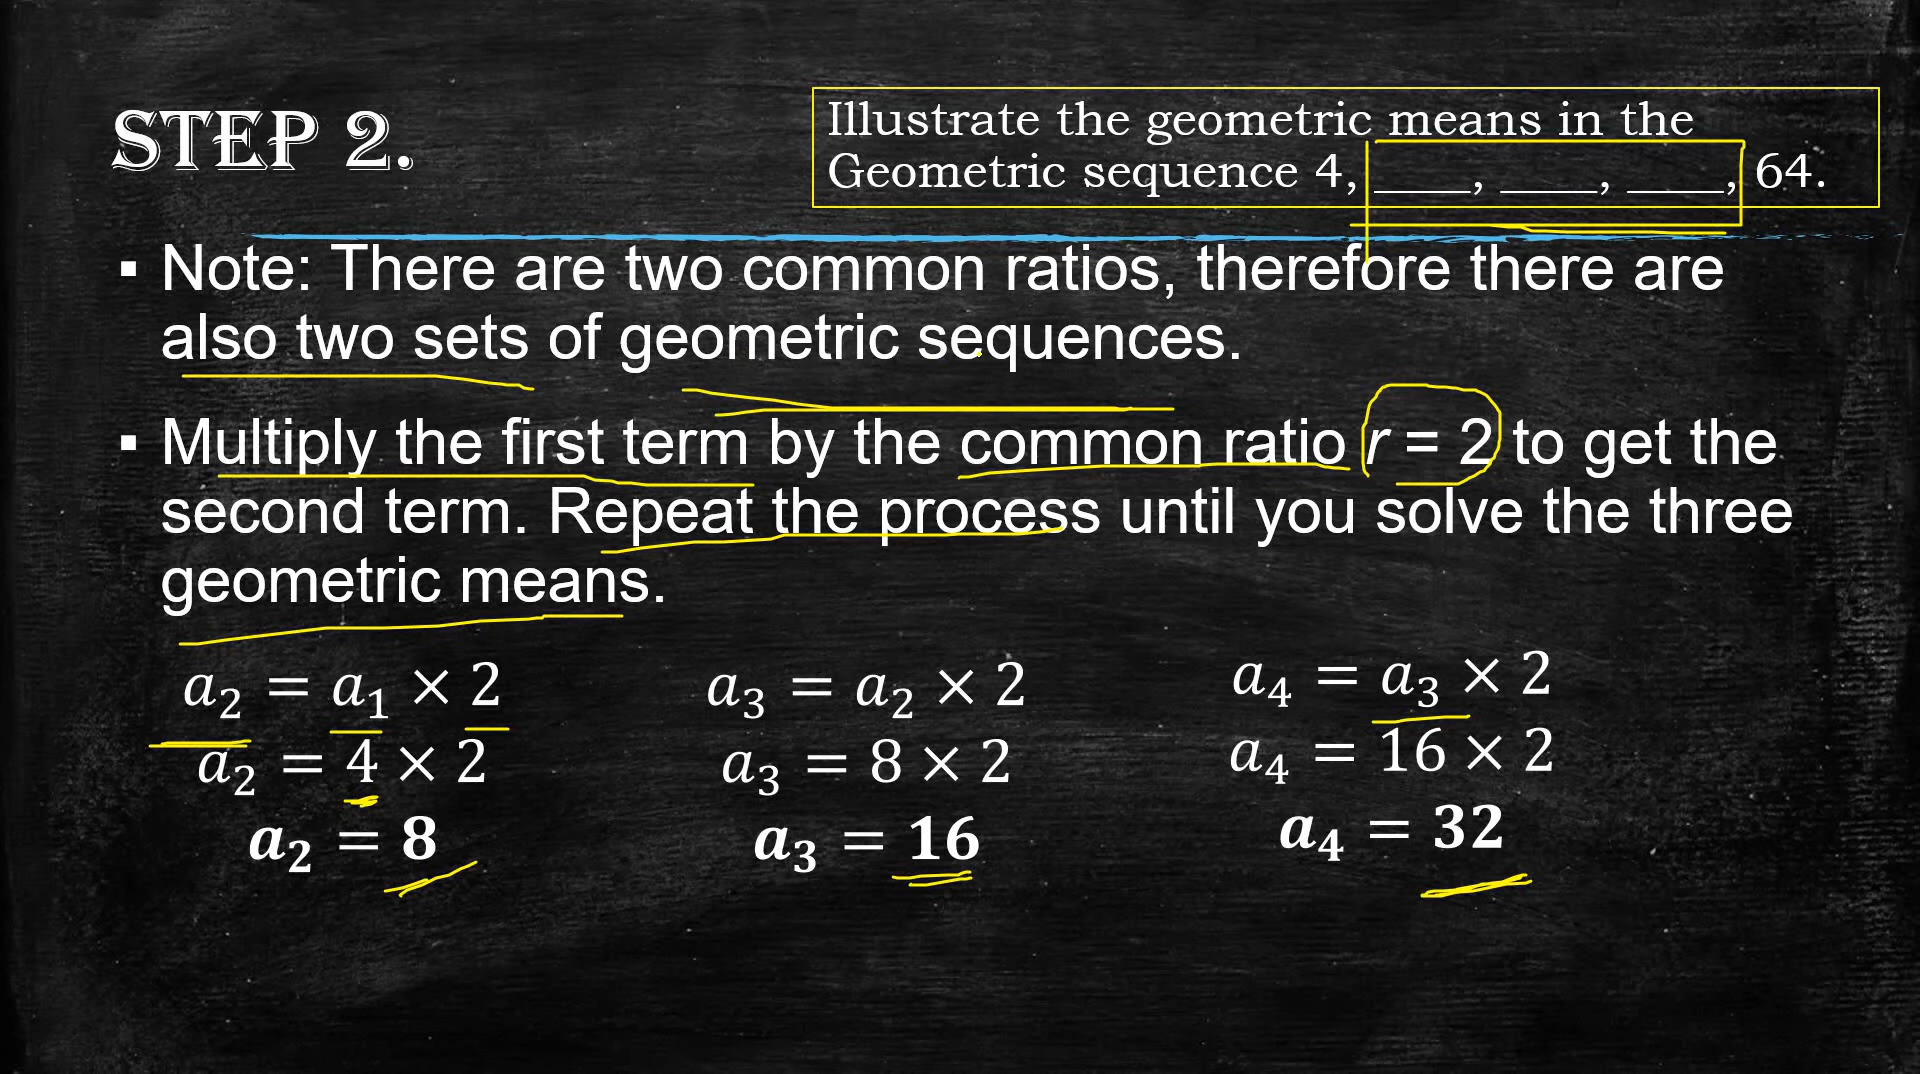 STEP 2.
Illustrate the geometric means in the
Geometric sequence 4, ____, ____, ____, 64.
▪ Note: There are two common ratios, therefore there are
also two sets of geometric sequences.
▪ Multiply the first term by the common ratio r = 2 to get the
second term. Repeat the process until you solve the three
geometric means.
a₂ = a₁ × 2
a₂ = 4 × 2
a₂ = 8
a₃ = a₂ × 2
a₃ = 8 × 2
a₃ = 16
a₄ = a₃ × 2
a₄ = 16 × 2
a₄ = 32